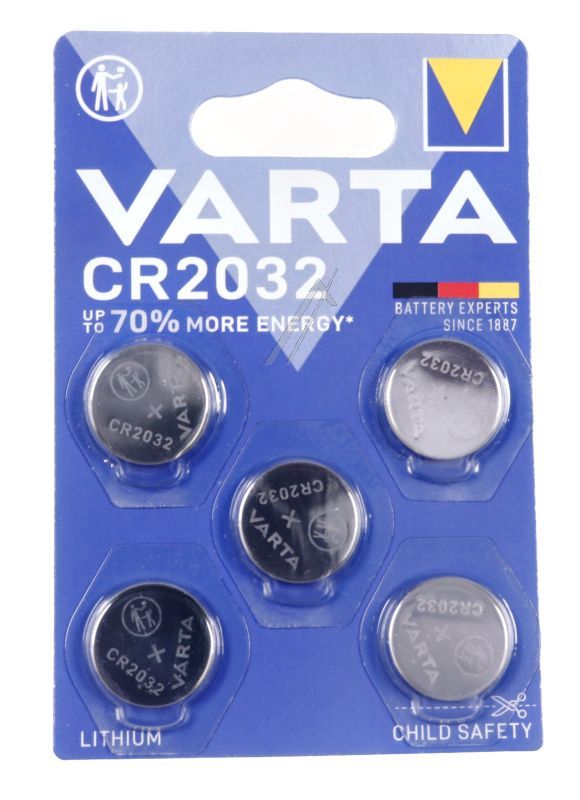 VARTA
CR2032
UP TO 70% MORE ENERGY*
BATTERY EXPERTS
SINCE 1887
VARTA
CR2032
CR2032
VARTA
CR2032
VARTA
VARTA
CR2032
CR2032
VARTA
LITHIUM
CHILD SAFETY